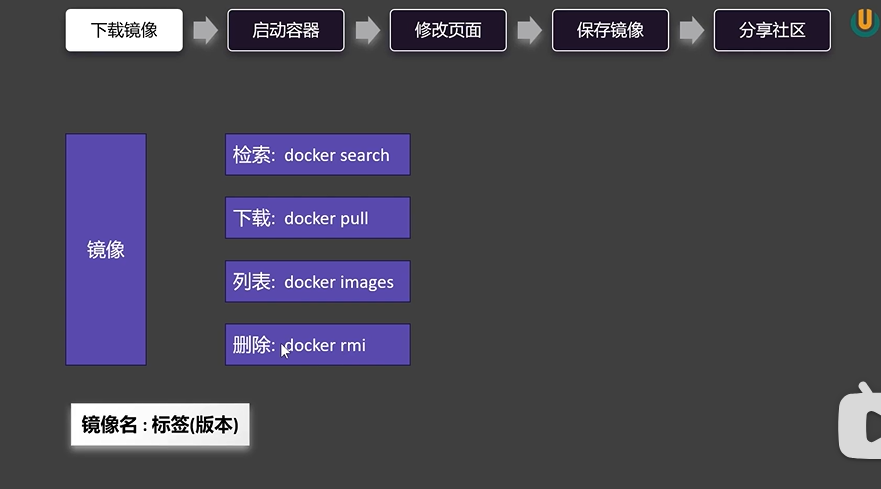 下载镜像
启动容器
修改页面
保存镜像
分享社区
镜像
检索: docker search
下载: docker pull
列表: docker images
删除: docker rmi
镜像名 : 标签(版本)